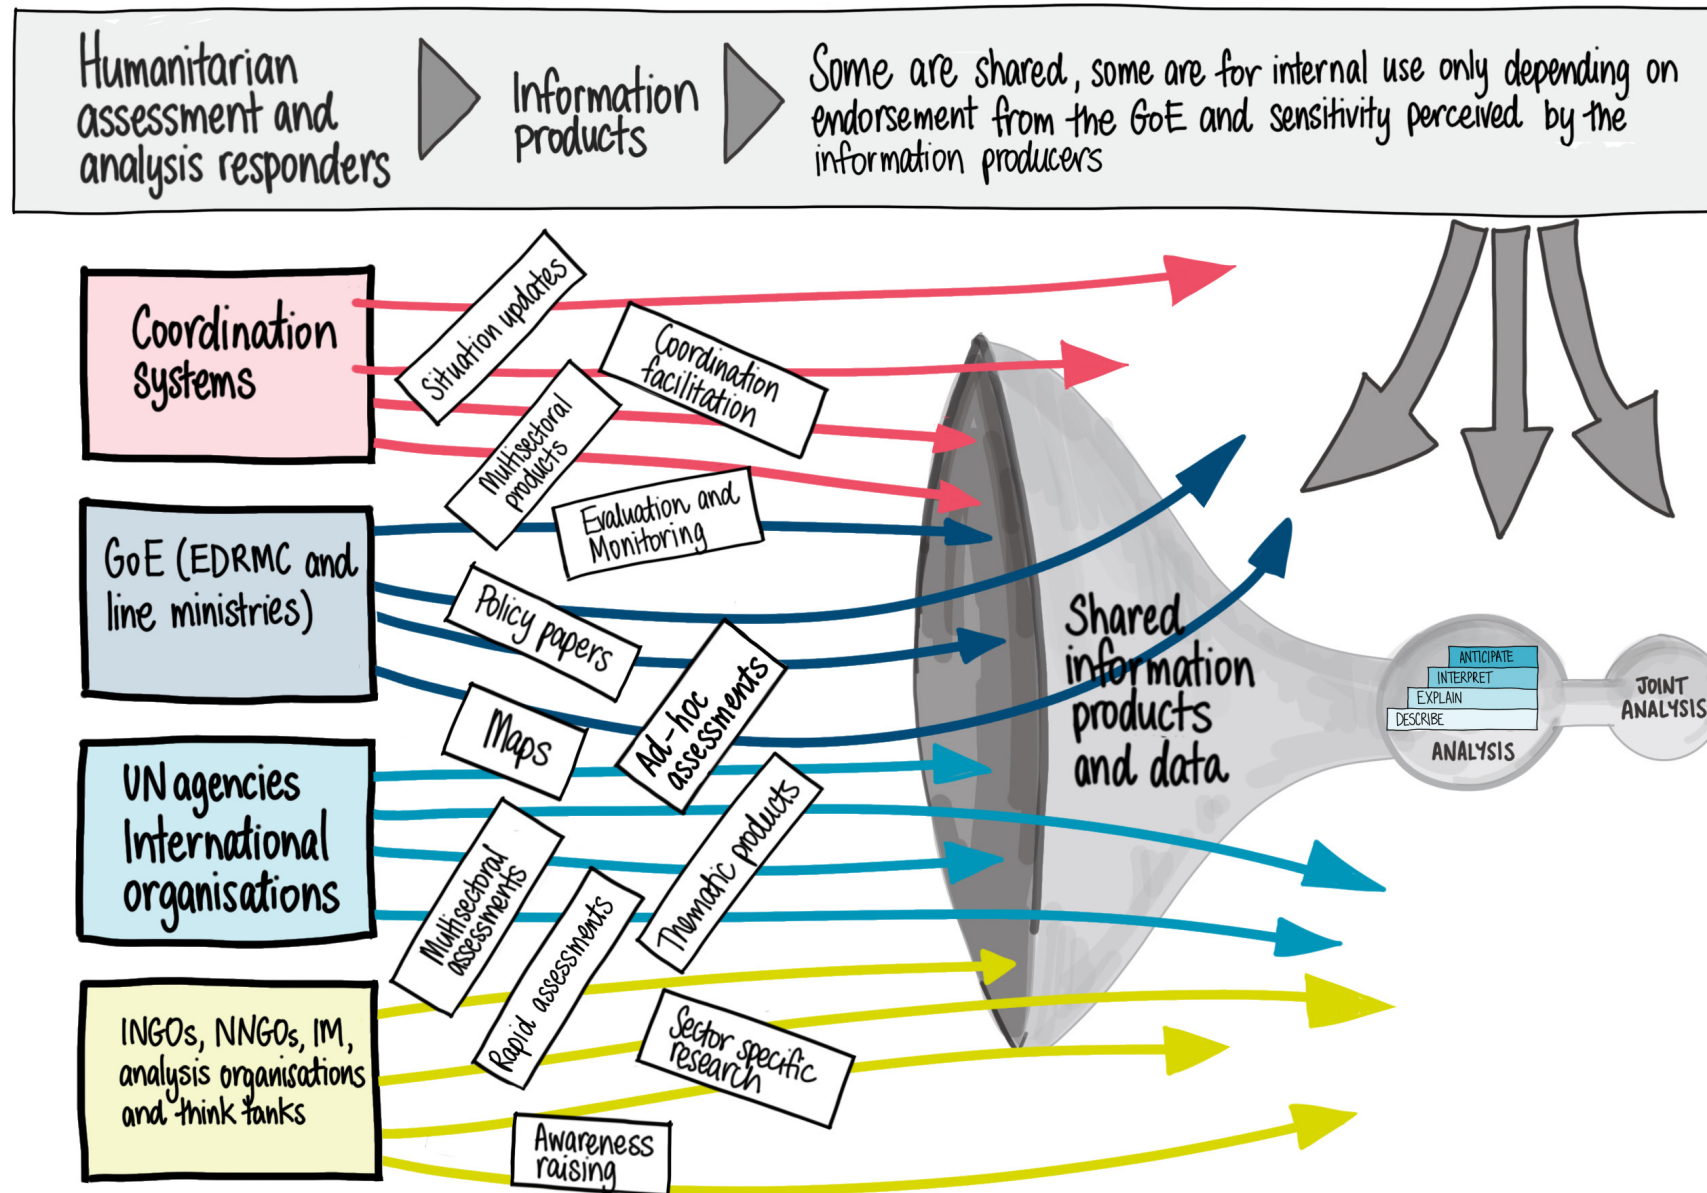 Humanitarian
assessment and
analysis responders
Information
products
Some are shared, some are for internal use only depending on
endorsement from the GoE and sensitivity perceived by the
information producers
Coordination
systems
Situation updates
Coordination
facilitation
Multisectoral
products
Evaluation and
Monitoring
GoE (EDRMC and
line ministries)
Policy papers
Maps
Ad-hoc
assessments
Shared
information
products
and data
ANTICIPATE
INTERPRET
EXPLAIN
DESCRIBE
ANALYSIS
JOINT
ANALYSIS
UN agencies
International
organisations
Multisectoral
assessments
Rapid assessments
Thematic products
INGOs, NNGOs, IM,
analysis organisations
and think tanks
Sector specific
research
Awareness
raising